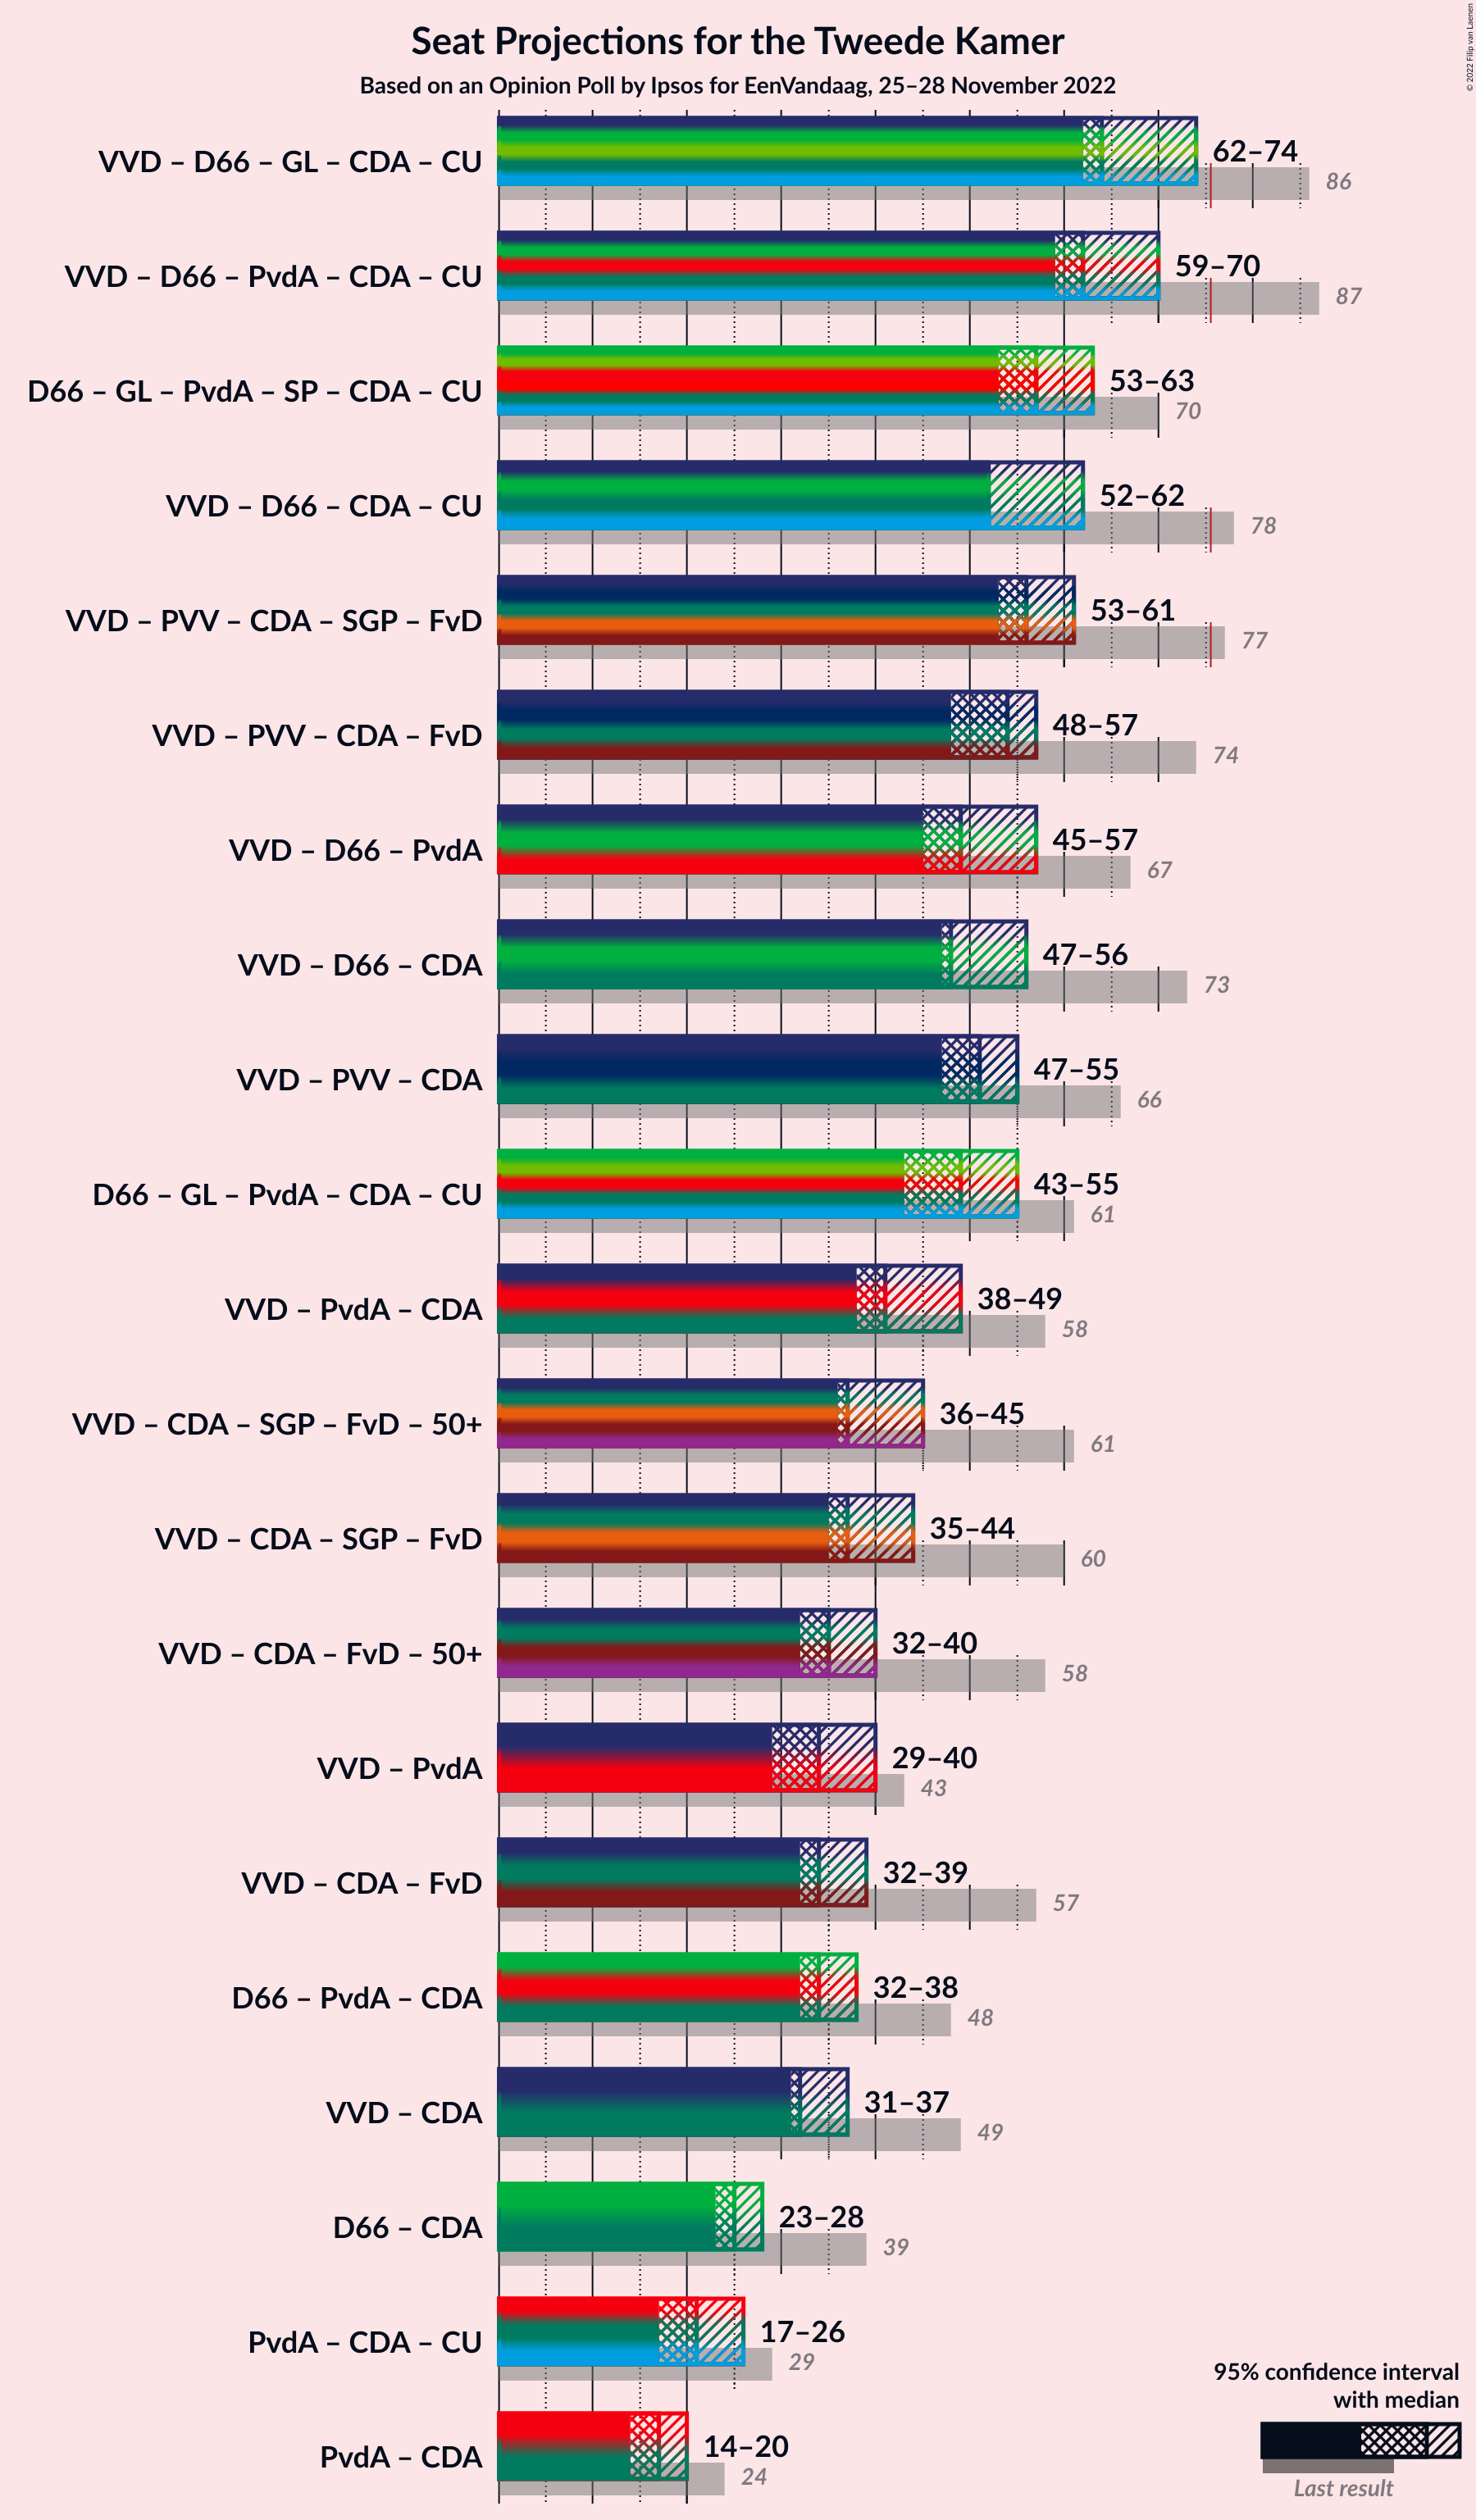 © 2022 Filip van Laenen
Seat Projections for the Tweede Kamer
Based on an Opinion Poll by Ipsos for EenVandaag, 25–28 November 2022
VVD – D66 – GL – CDA – CU 62–74 86
VVD – D66 – PvdA – CDA – CU 59–70 87
D66 – GL – PvdA – SP – CDA – CU 53–63 70
VVD – D66 – CDA – CU 52–62 78
VVD – PVV – CDA – SGP – FvD 53–61 77
VVD – PVV – CDA – FvD 48–57 74
VVD – D66 – PvdA 45–57 67
VVD – D66 – CDA 47–56 73
VVD – PVV – CDA 47–55 66
D66 – GL – PvdA – CDA – CU 43–55 61
VVD – PvdA – CDA 38–49 58
VVD – CDA – SGP – FvD – 50+ 36–45 61
VVD – CDA – SGP – FvD 35–44 60
VVD – CDA – FvD – 50+ 32–40 58
VVD – PvdA 29–40 43
VVD – CDA – FvD 32–39 57
D66 – PvdA – CDA 32–38 48
VVD – CDA 31–37 49
D66 – CDA 23–28 39
PvdA – CDA – CU 17–26 29
PvdA – CDA 14–20 24
95% confidence interval
with median
Last result